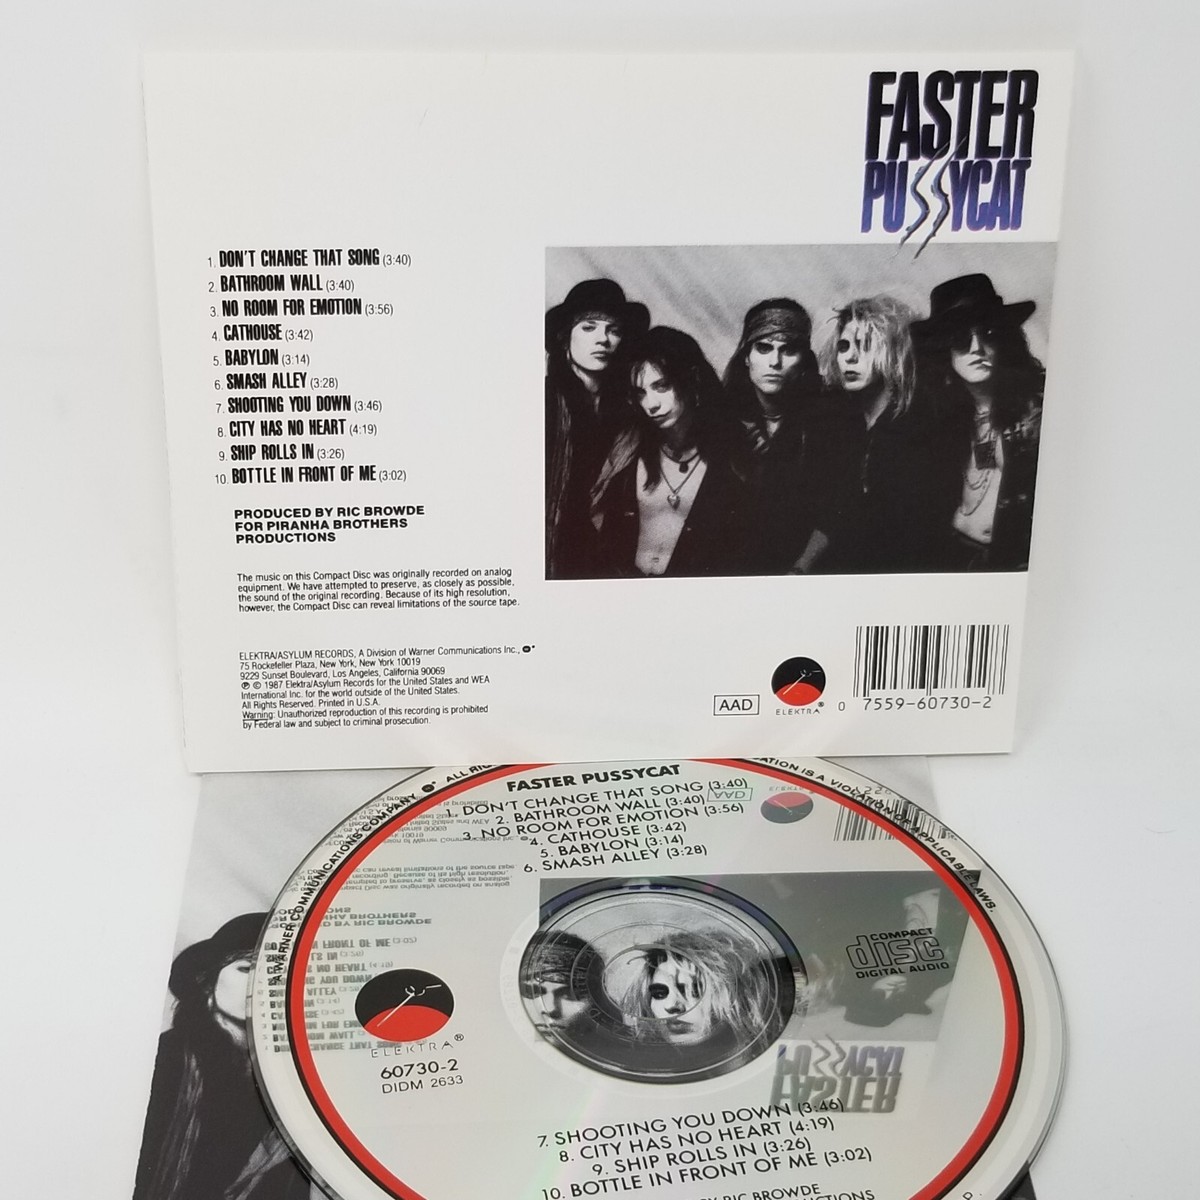 FASTER
PUSSYCAT
1. DON'T CHANGE THAT SONG (3:40)
2. BATHROOM WALL (3:40)
3. NO ROOM FOR EMOTION (3:56)
4. CATHOUSE (3:42)
5. BABYLON (3:14)
6. SMASH ALLEY (3:28)
7. SHOOTING YOU DOWN (3:46)
8. CITY HAS NO HEART (4:19)
9. SHIP ROLLS IN (3:26)
10. BOTTLE IN FRONT OF ME (3:02)
PRODUCED BY RIC BROWDE
FOR PIRANHA BROTHERS
PRODUCTIONS
The music on this Compact Disc was originally recorded on analog
equipment. We have attempted to preserve, as closely as possible,
the sound of the original recording. Because of its high resolution,
however, the Compact Disc can reveal limitations of the source tape.
ELEKTRA/ASYLUM RECORDS, A Division of Warner Communications Inc.,
75 Rockefeller Plaza, New York, New York 10019
9229 Sunset Boulevard, Los Angeles, California 90069
℗ © 1987 Elektra/Asylum Records for the United States and WEA
International Inc. for the world outside of the United States.
All Rights Reserved. Printed in U.S.A.
Warning: Unauthorized reproduction of this recording is prohibited
by Federal law and subject to criminal prosecution.
AAD
ELEKTRA®
0 7559-60730-2
A WARNER COMMUNICATIONS COMPANY ALL
IS A VIOLATION OF APPLICABLE LAWS.
FASTER PUSSYCAT
1. DON'T CHANGE THAT SONG (3:40)
2. BATHROOM WALL (3:40)
3. NO ROOM FOR EMOTION (3:56)
4. CATHOUSE (3:42)
5. BABYLON (3:14)
6. SMASH ALLEY (3:28)
COMPACT
disc
DIGITAL AUDIO
ELEKTRA®
60730-2
DIDM 2633
7. SHOOTING YOU DOWN (3:46)
8. CITY HAS NO HEART (4:19)
9. SHIP ROLLS IN (3:26)
10. BOTTLE IN FRONT OF ME (3:02)
BY RIC BROWDE